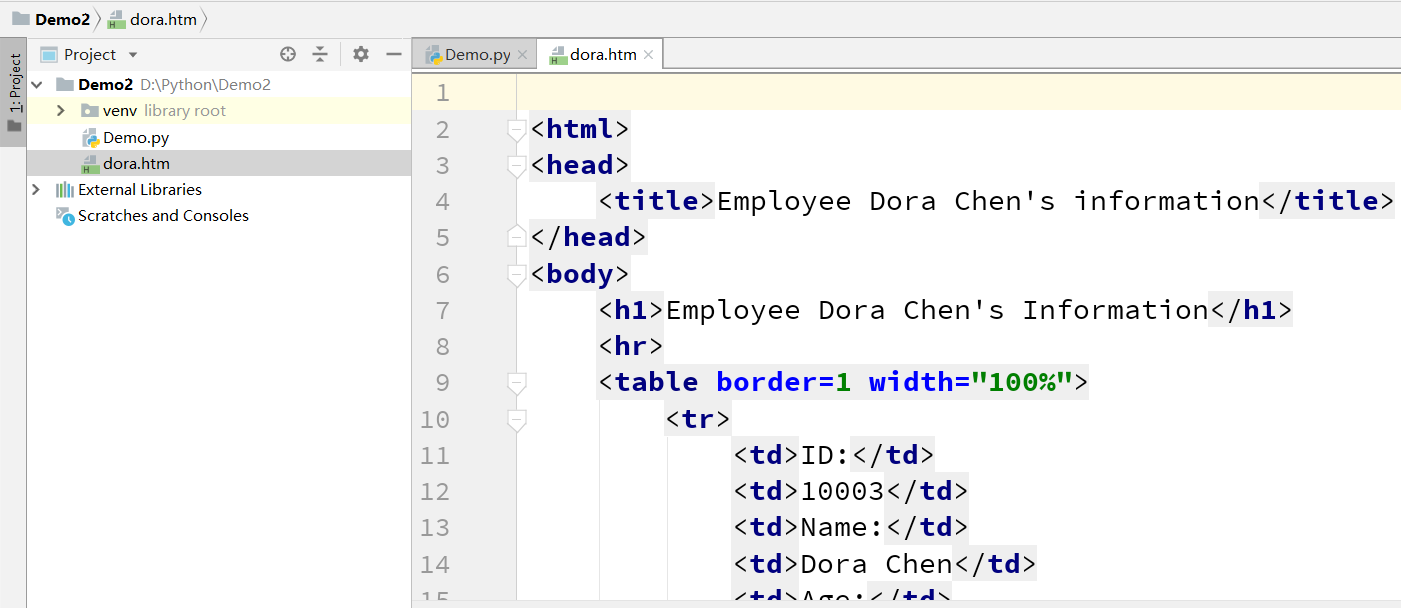 Demo2 dora.htm
1: Project
Project
Demo2 D:\Python\Demo2
venv library root
Demo.py
dora.htm
External Libraries
Scratches and Consoles
Demo.py dora.htm
1
2 <html>
3 <head>
4 <title>Employee Dora Chen's information</title>
5 </head>
6 <body>
7 <h1>Employee Dora Chen's Information</h1>
8 <hr>
9 <table border=1 width="100%">
10 <tr>
11 <td>ID:</td>
12 <td>10003</td>
13 <td>Name:</td>
14 <td>Dora Chen</td>
15 <td>Age:</td>